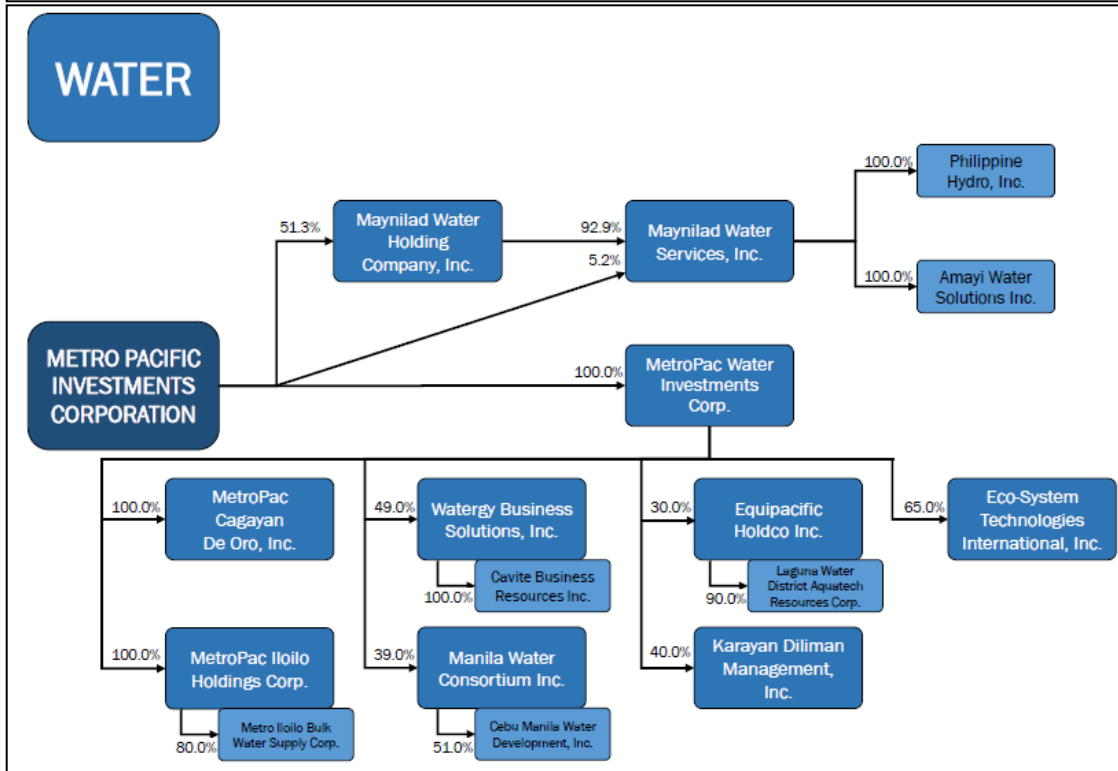 WATER
100.0%
Philippine
Hydro, Inc.
51.3%
Maynilad Water
Holding
Company, Inc.
92.9%
5.2%
Maynilad Water
Services, Inc.
100.0%
Amayi Water
Solutions Inc.
METRO PACIFIC
INVESTMENTS
CORPORATION
100.0%
MetroPac Water
Investments
Corp.
100.0%
MetroPac
Cagayan
De Oro, Inc.
49.0%
Watergy Business
Solutions, Inc.
100.0%
Cavite Business
Resources Inc.
30.0%
Equipacific
Holdco Inc.
90.0%
Laguna Water
District Aquatech
Resources Corp.
65.0%
Eco-System
Technologies
International, Inc.
100.0%
MetroPac Iloilo
Holdings Corp.
80.0%
Metro Iloilo Bulk
Water Supply Corp.
39.0%
Manila Water
Consortium Inc.
51.0%
Cebu Manila Water
Development, Inc.
40.0%
Karayan Diliman
Management,
Inc.